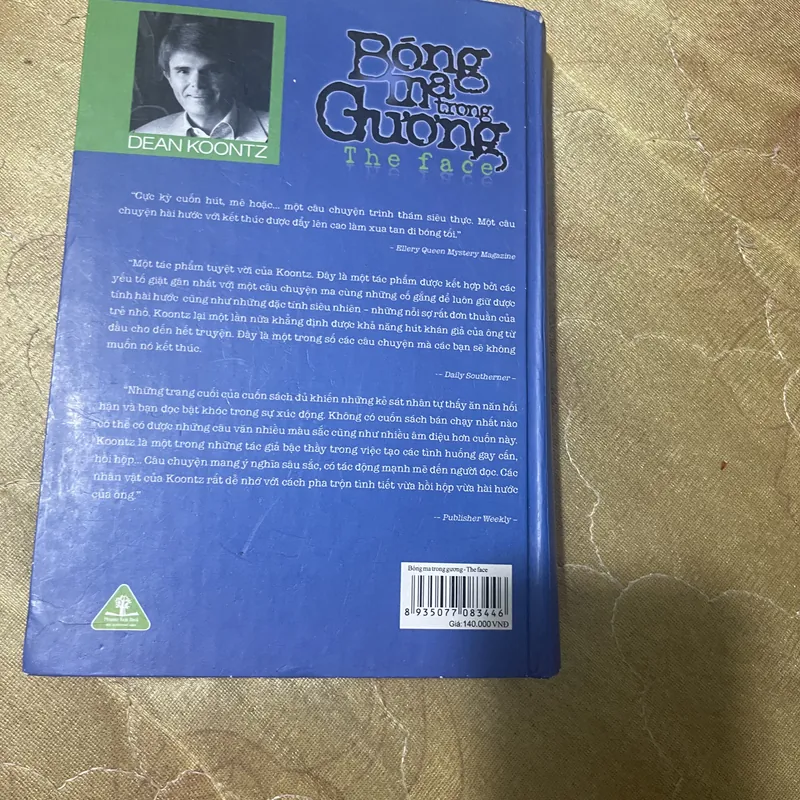 DEAN KOONTZ
Bóng
ma
trong
Gương
The face
"Cực kỳ cuốn hút, mê hoặc... một câu chuyện trinh thám siêu thực. Một câu
chuyện hài hước với kết thúc được đẩy lên cao làm xua tan đi bóng tối."
– Ellery Queen Mystery Magazine
"Một tác phẩm tuyệt vời của Koontz. Đây là một tác phẩm được kết hợp bởi các
yếu tố giật gân nhất với một câu chuyện ma cùng những cố gắng để luôn giữ được
tính hài hước cũng như những đặc tính siêu nhiên – những nỗi sợ rất đơn thuần của
trẻ nhỏ. Koontz lại một lần nữa khẳng định được khả năng hút khán giả của ông từ
đầu cho đến hết truyện. Đây là một trong số các câu chuyện mà các bạn sẽ không
muốn nó kết thúc.
-– Daily Southerner –
"Những trang cuối của cuốn sách đủ khiến những kẻ sát nhân tự thấy ăn năn hối
hận và bạn đọc bật khóc trong sự xúc động. Không có cuốn sách bán chạy nhất nào
có thể có được những câu văn nhiều màu sắc cũng như nhiều âm điệu hơn cuốn này.
Koontz là một trong những tác giả bậc thầy trong việc tạo các tình huống gay cấn,
hồi hộp... Câu chuyện mang ý nghĩa sâu sắc, có tác động mạnh mẽ đến người đọc. Các
nhân vật của Koontz rất dễ nhớ với cách pha trộn tình tiết vừa hồi hộp vừa hài hước
của ông."
-– Publisher Weekly –
Bóng ma trong gương - The face
8 935077 083446
Giá: 140.000 VNĐ